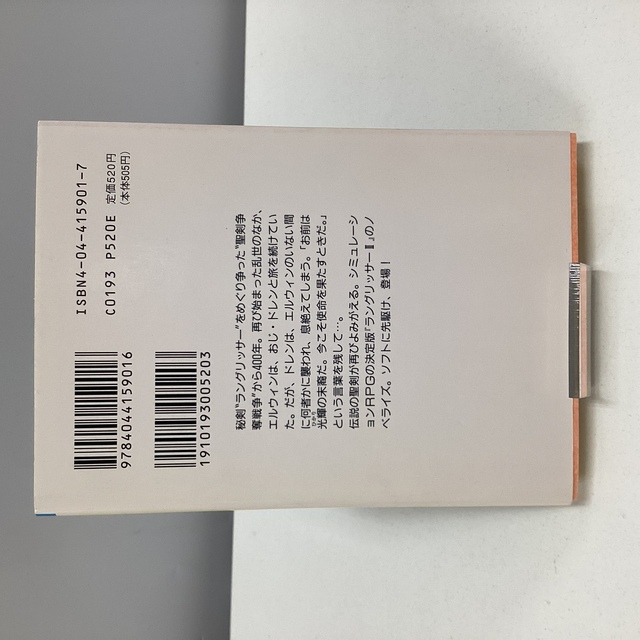 ISBN4-04-415901-7
C0193 P520E 定価520円
(本体505円)
9784044159016
1910193005203
秘剣“ラングリッサー”をめぐり争った“聖剣争
奪戦争”から400年。再び始まった乱世のなか、
エルウィンは、おじ・ドレンと旅を続けてい
た。だが、ドレンは、エルウィンのいない間
に何者かに襲われ、息絶えてしまう。「お前は
光輝の末裔だ。今こそ使命を果たすときだ。」
という言葉を残して…。
伝説の聖剣が再びよみがえる。シミュレーシ
ョンRPGの決定版『ラングリッサーⅡ』のノ
ベライズ。ソフトに先駆け、登場!